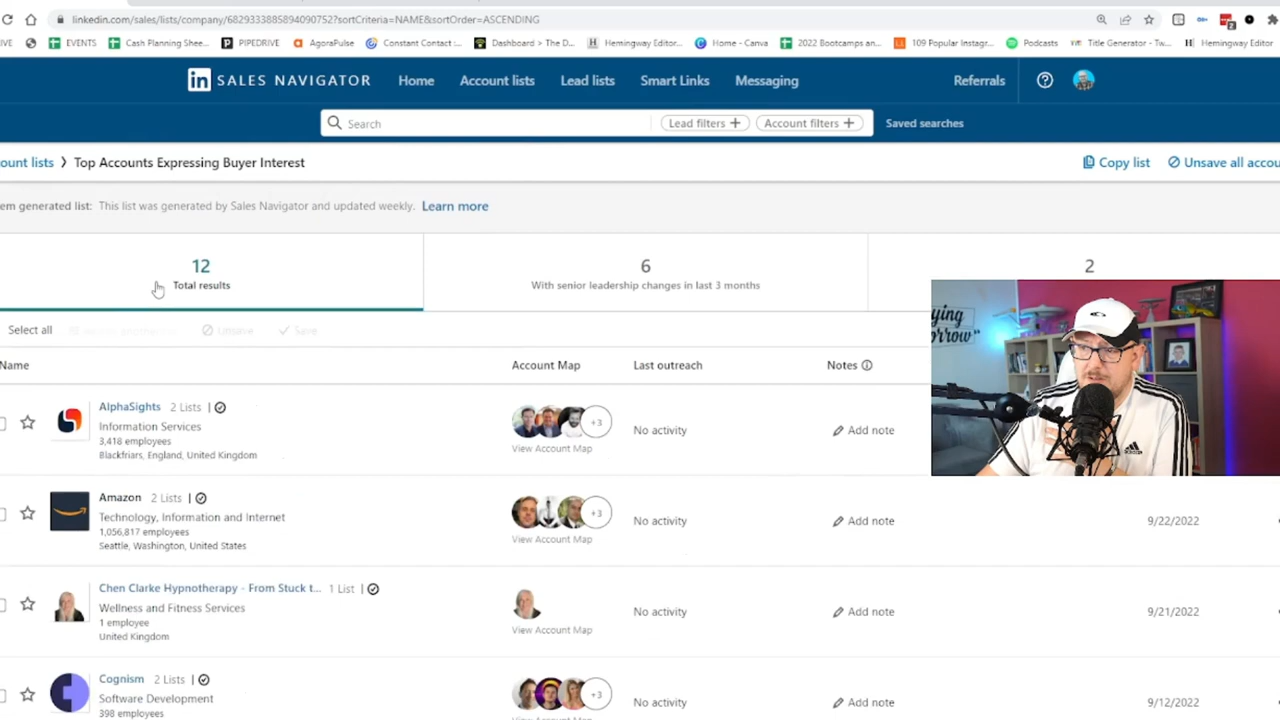 linkedin.com/sales/lists/company/6829333885894090752?sortCriteria=NAME&sortOrder=ASCENDING
IVE
EVENTS
Cash Planning Shee...
PIPEDRIVE
AgoraPulse
Constant Contact :...
Dashboard > The D...
Hemingway Editor...
Home - Canva
2022 Bootcamps an...
109 Popular Instagr...
Podcasts
Title Generator - Tw...
Hemingway Editor
in SALES NAVIGATOR
Home
Account lists
Lead lists
Smart Links
Messaging
Referrals
Search
Lead filters +
Account filters +
Saved searches
ount lists > Top Accounts Expressing Buyer Interest
Copy list
Unsave all accou
em generated list: This list was generated by Sales Navigator and updated weekly. Learn more
12
Total results
6
With senior leadership changes in last 3 months
2
Select all
Unsave
Save
Name
Account Map
Last outreach
Notes
AlphaSights 2 Lists |
Information Services
3,418 employees
Blackfriars, England, United Kingdom
+3
View Account Map
No activity
Add note
Amazon 2 Lists |
Technology, Information and Internet
1,056,817 employees
Seattle, Washington, United States
+3
View Account Map
No activity
Add note
9/22/2022
Chen Clarke Hypnotherapy - From Stuck t... 1 List |
Wellness and Fitness Services
1 employee
United Kingdom
View Account Map
No activity
Add note
9/21/2022
Cognism 2 Lists |
Software Development
398 employees
+3
No activity
Add note
9/12/2022